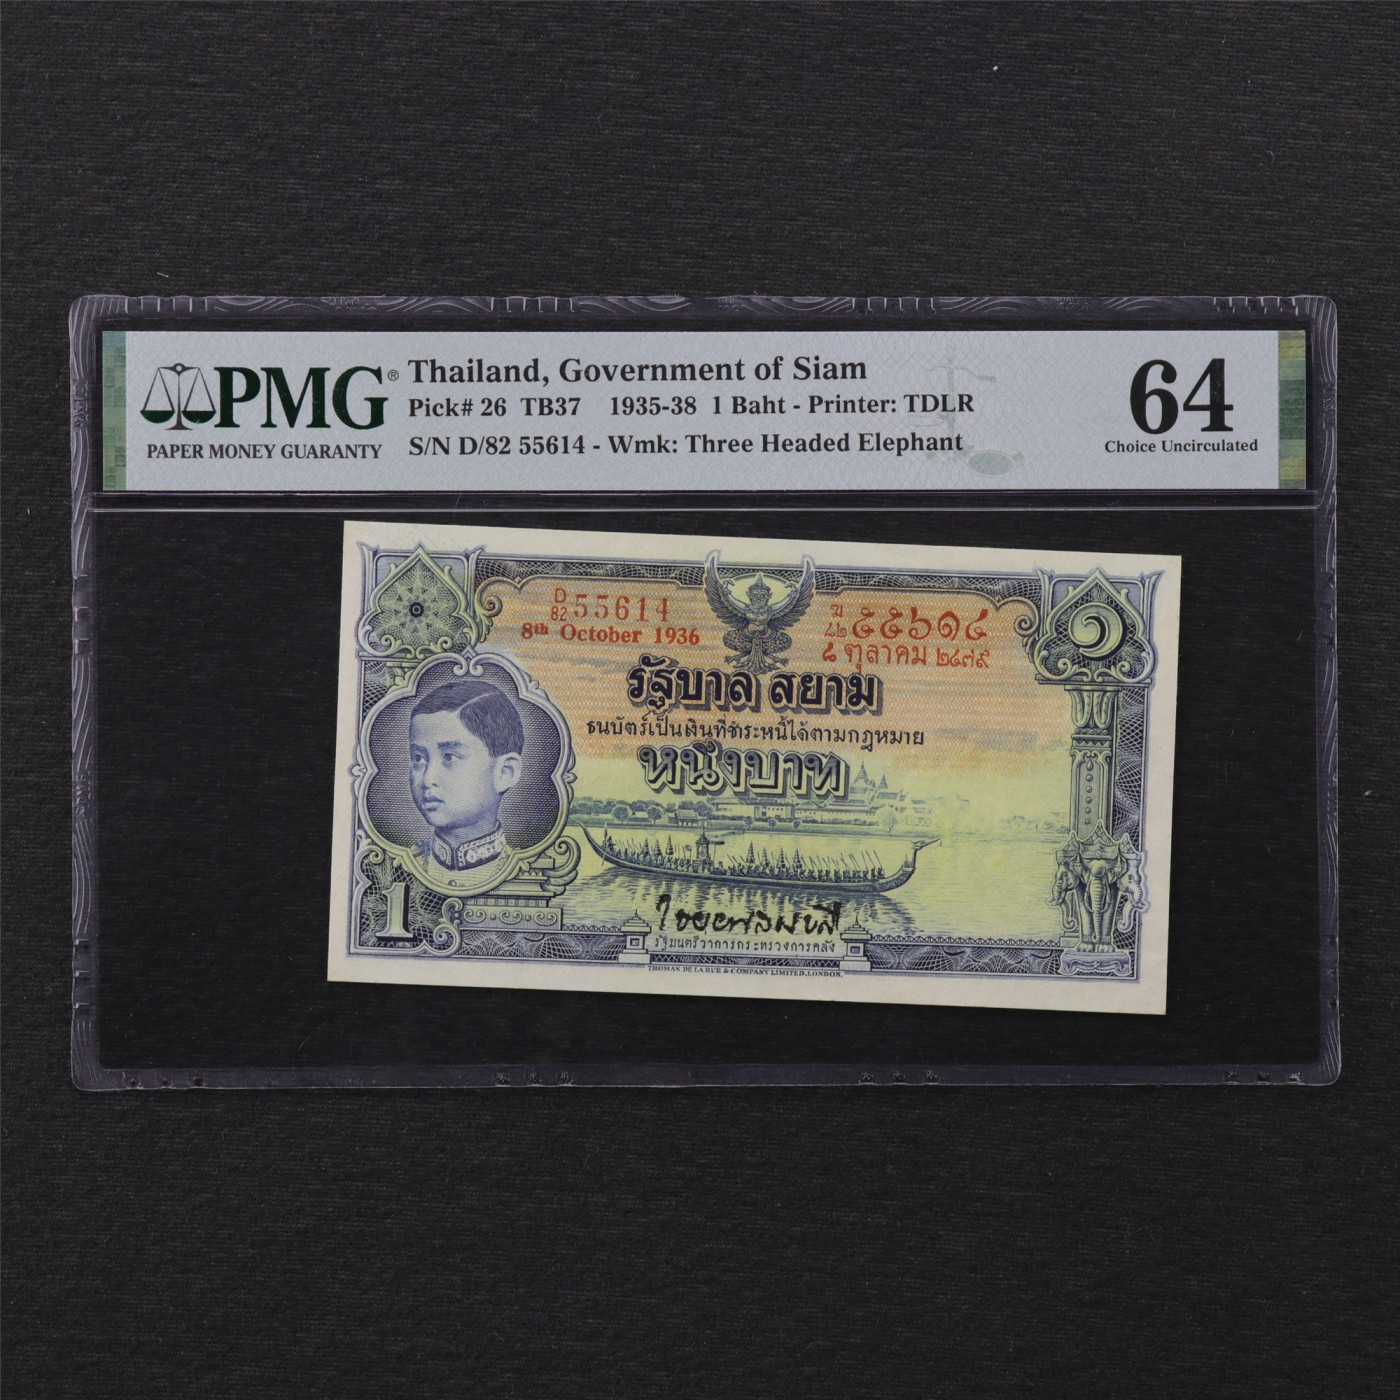 PMG®
PAPER MONEY GUARANTY
Thailand, Government of Siam
Pick# 26 TB37 1935-38 1 Baht - Printer: TDLR
S/N D/82 55614 - Wmk: Three Headed Elephant
64
Choice Uncirculated
D/82 55614
8th October 1936
ฆ/๘๒ ๕๕๖๑๔
๘ ตุลาคม ๒๔๗๙
๑
รัฐบาลสยาม
ธนบัตร์เป็นเงินที่ชำระหนี้ได้ตามกฎหมาย
หนึ่งบาท
1
รัฐมนตรีว่าการกระทรวงการคลัง
THOMAS DE LA RUE & COMPANY LIMITED, LONDON.